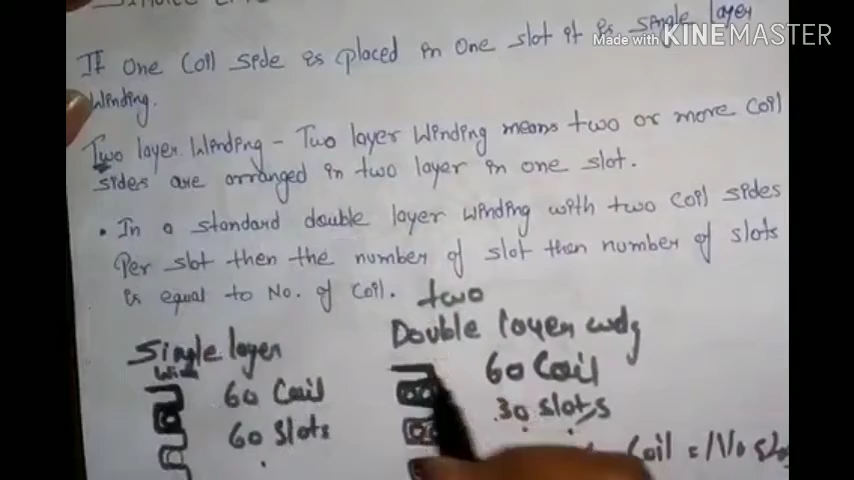 If One Coil Side is placed in One slot it is single layer
Winding.
Made with KINEMASTER
Two layer Winding - Two layer Winding means two or more coil
sides are arranged in two layer in one slot.
• In a standard double layer winding with two coil sides
Per slot then the number of slot then number of slots
is equal to No. of Coil. two
Single layer
60 Coil
60 Slots
Double layer wdg
60 Coil
30 slots
Coil = No